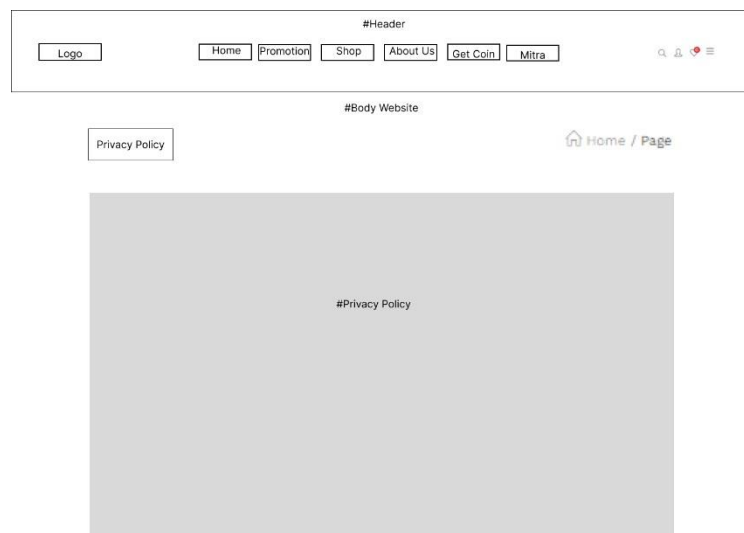 #Header
Logo
Home
Promotion
Shop
About Us
Get Coin
Mitra
#Body Website
Privacy Policy
Home / Page
#Privacy Policy